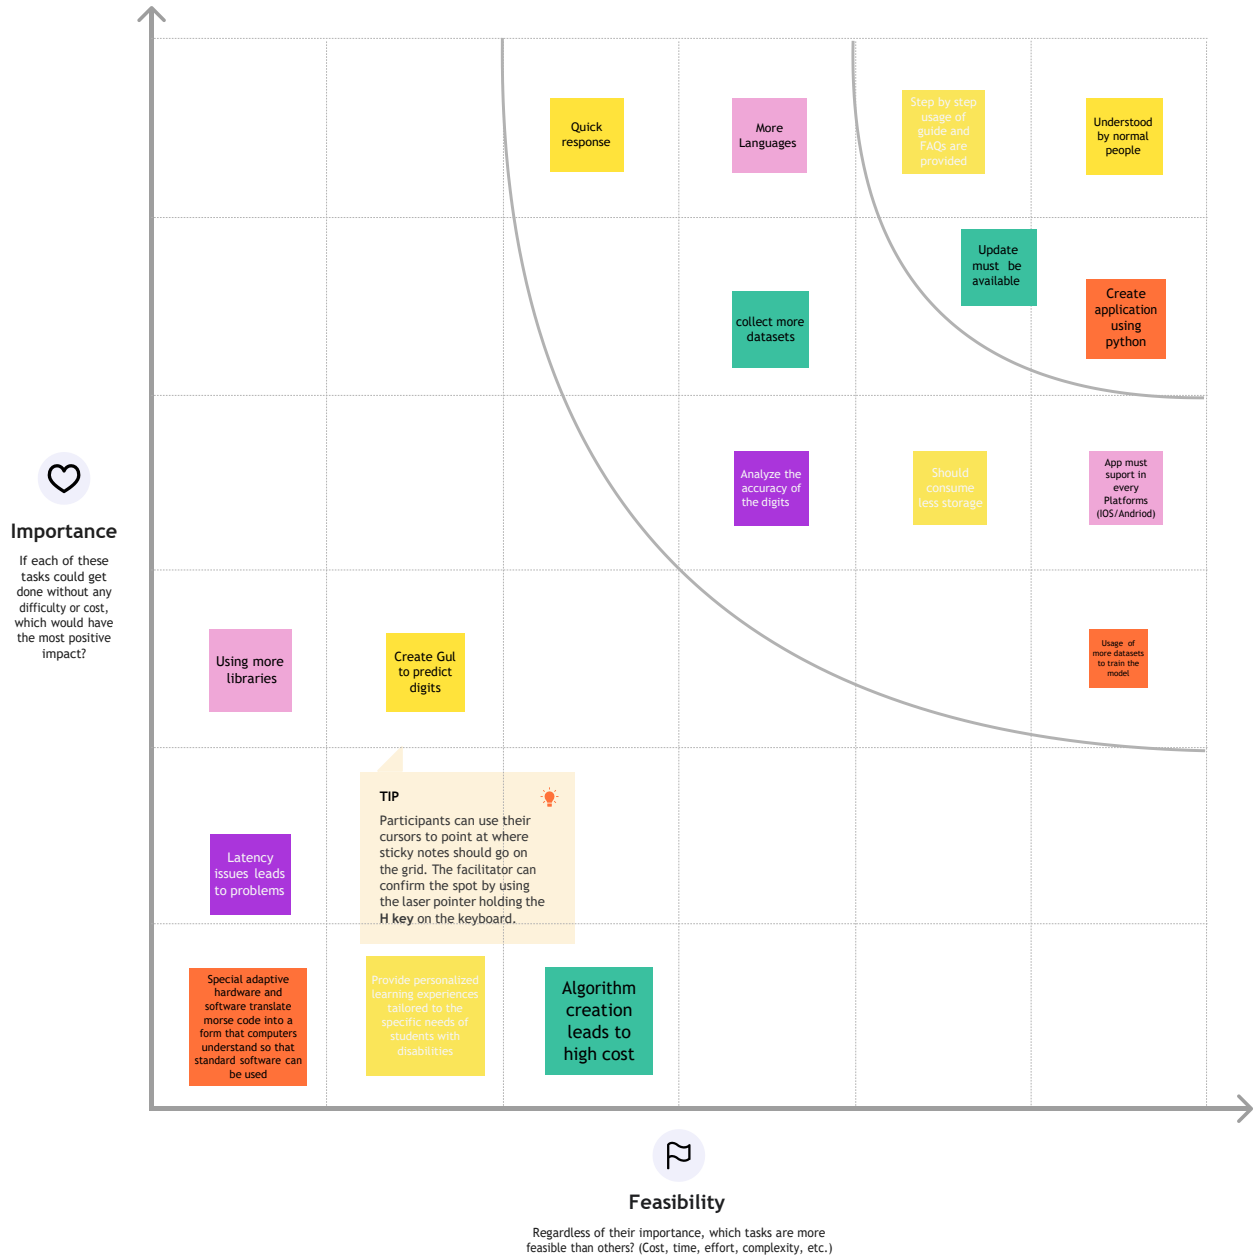 Quick
response
More
Languages
Step by step
usage of
guide and
FAQs are
provided
Understood
by normal
people
Update
must be
available
Create
application
using
python
collect more
datasets
Importance
If each of these
tasks could get
done without any
difficulty or cost,
which would have
the most positive
impact?
Analyze the
accuracy of
the digits
Should
consume
less storage
App must
suport in
every
Platforms
(IOS/Andriod)
Using more
libraries
Create Gul
to predict
digits
Usage of
more datasets
to train the
model
TIP
Participants can use their
cursors to point at where
sticky notes should go on
the grid. The facilitator can
confirm the spot by using
the laser pointer holding the
H key on the keyboard.
Latency
issues leads
to problems
Special adaptive
hardware and
software translate
morse code into a
form that computers
understand so that
standard software can
be used
Provide personalized
learning experiences
tailored to the
specific needs of
students with
disabilities
Algorithm
creation
leads to
high cost
Feasibility
Regardless of their importance, which tasks are more
feasible than others? (Cost, time, effort, complexity, etc.)